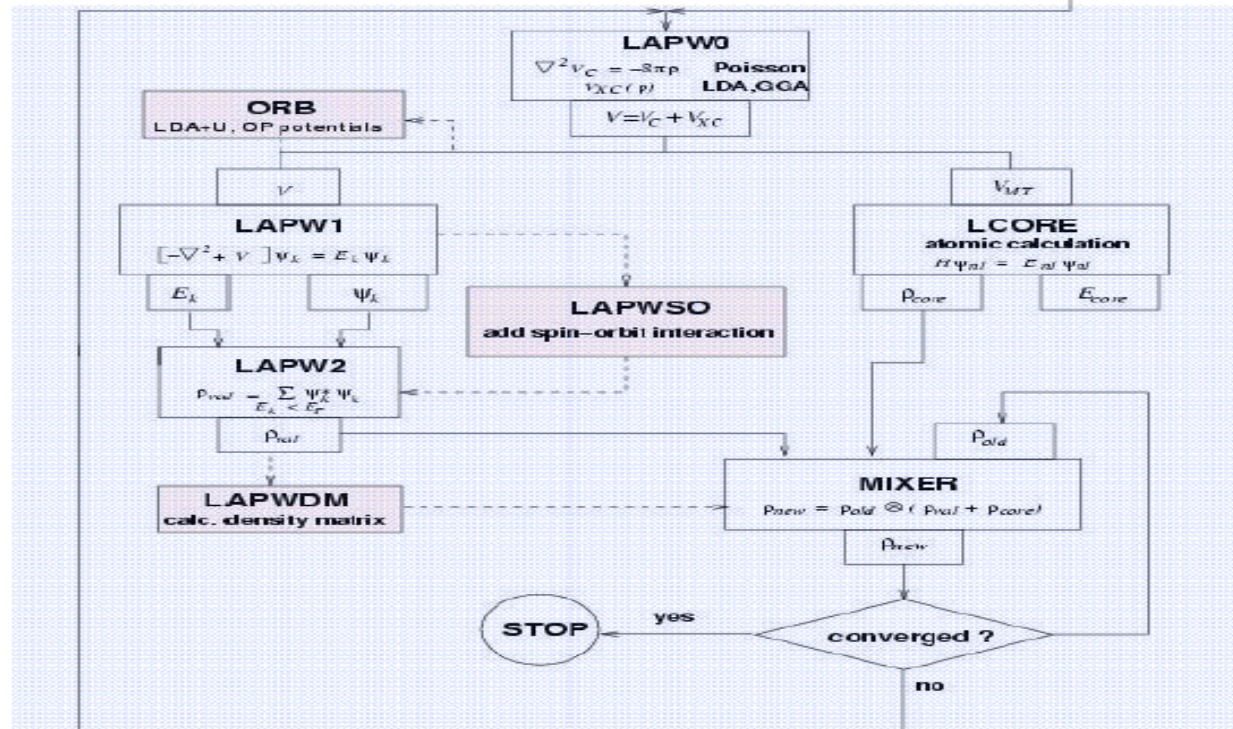 LAPW0
∇²V_C = -8πρ Poisson
V_XC(ρ) LDA,GGA
V=V_C + V_XC
ORB
LDA+U, OP potentials
V
V_MT
LAPW1
[-∇²+ V ]ψ_k = E_k ψ_k
E_k
ψ_k
LCORE
atomic calculation
Hψ_nl = E_nl ψ_nl
ρ_core
E_core
LAPWSO
add spin-orbit interaction
LAPW2
ρ_val = ∑ ψ_k* ψ_k
E_k < E_F
ρ_val
ρ_old
LAPWDM
calc. density matrix
MIXER
ρ_new = ρ_old ⊗ ( ρ_val + ρ_core)
ρ_new
STOP
yes
converged ?
no